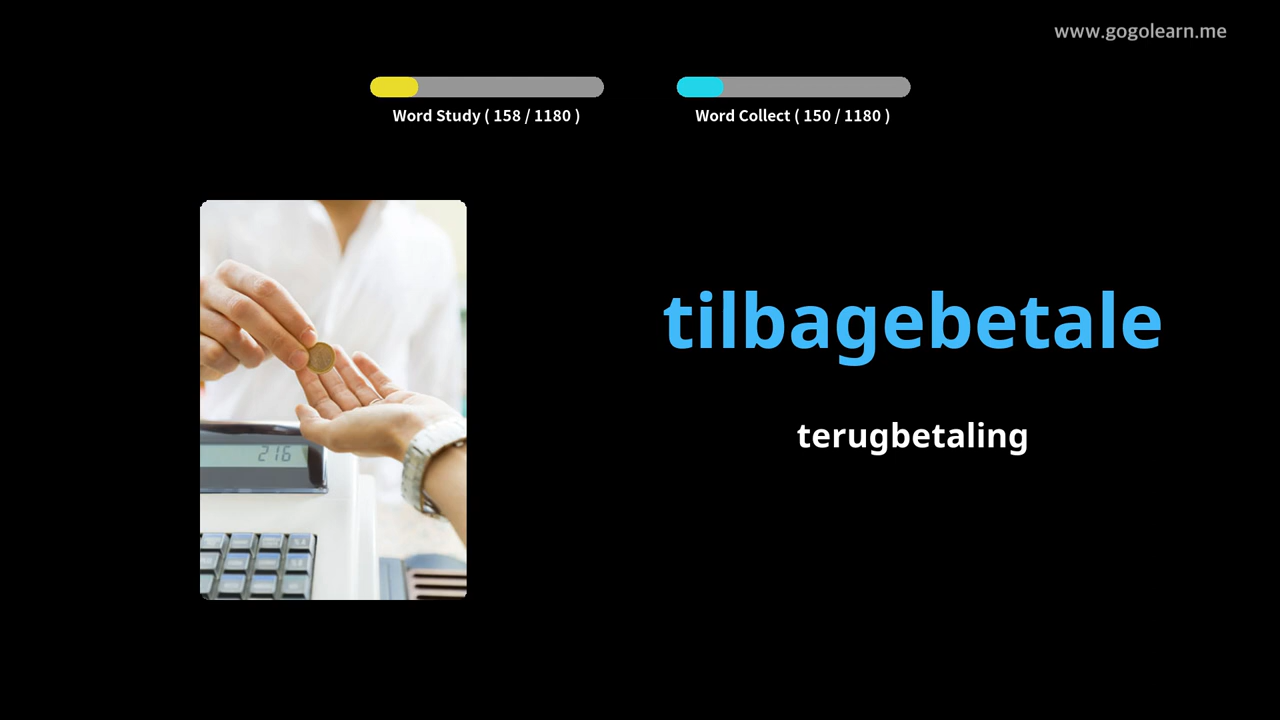 www.gogolearn.me
Word Study ( 158 / 1180 )
Word Collect ( 150 / 1180 )
tilbagebetale
terugbetaling
216